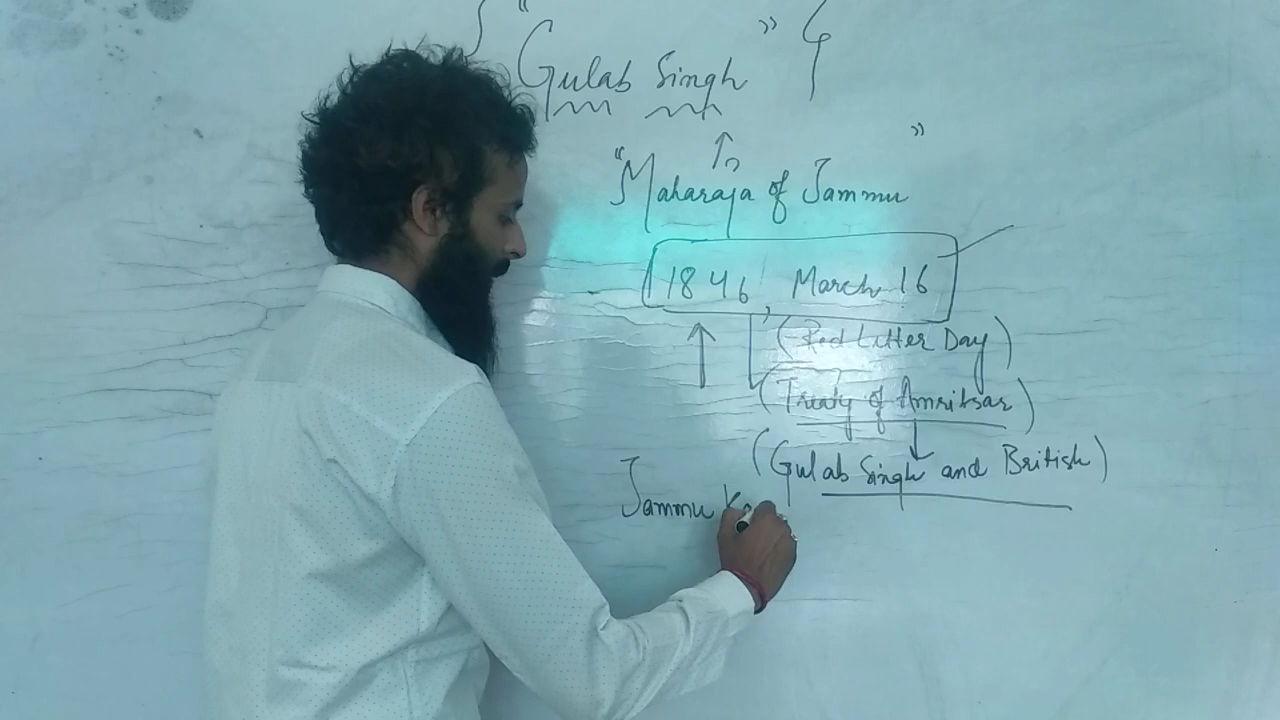 "Gulab Singh"
"Maharaja of Jammu"
1846, March 16
(Red Letter Day)
(Treaty of Amritsar)
(Gulab Singh and British)
Jammu